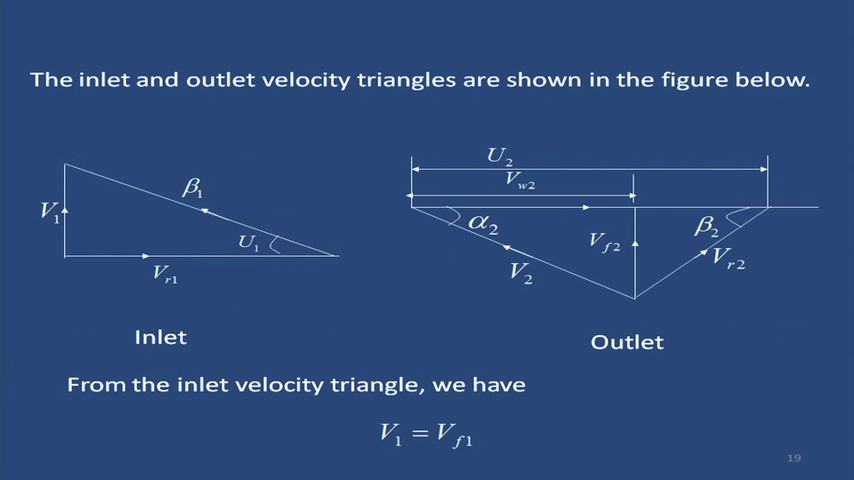 The inlet and outlet velocity triangles are shown in the figure below.
U₂
V_w2
β₁
V₁
U₁
V_r1
α₂
V_f2
β₂
V₂
V_r2
Inlet
Outlet
From the inlet velocity triangle, we have
V₁ = V_f1
19